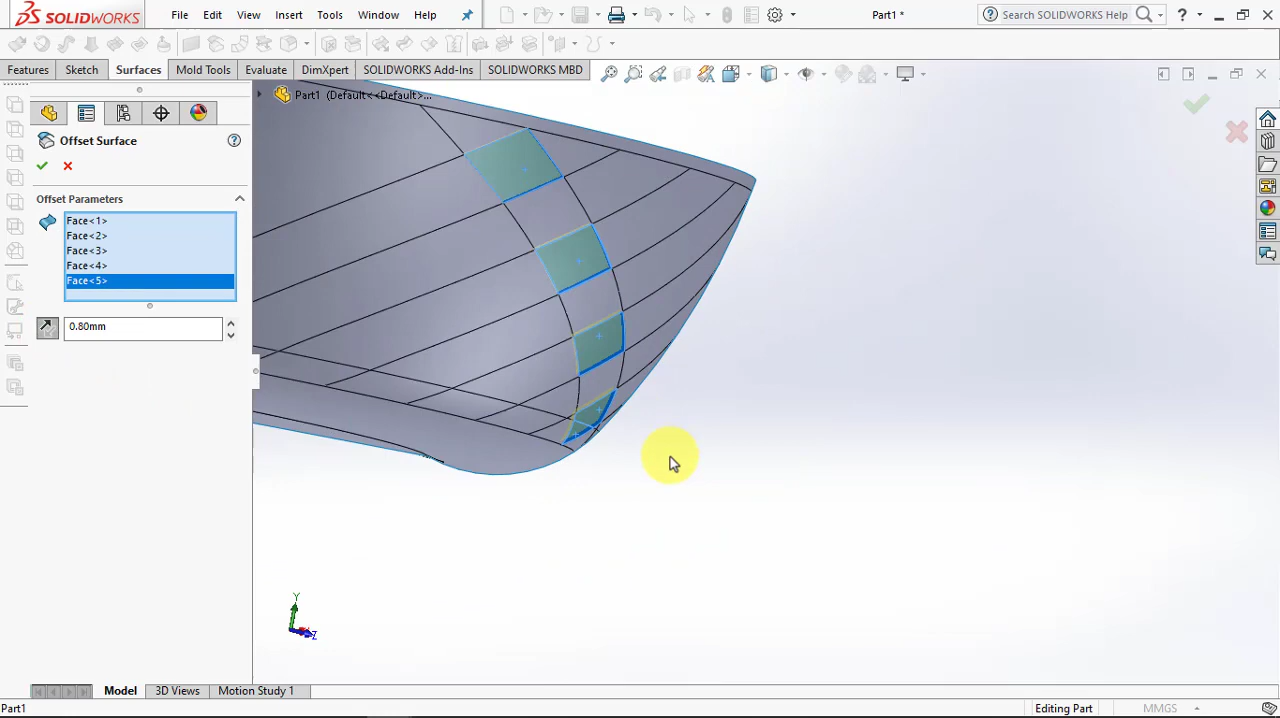 SOLIDWORKS
File Edit View Insert Tools Window Help
Part1 *
Search SOLIDWORKS Help
?
Features Sketch Surfaces Mold Tools Evaluate DimXpert SOLIDWORKS Add-Ins SOLIDWORKS MBD
Part1 (Default<<Default>...
Offset Surface
?
Offset Parameters
Face<1>
Face<2>
Face<3>
Face<4>
Face<5>
0.80mm
Y
Z
Model 3D Views Motion Study 1
Part1
Editing Part
MMGS